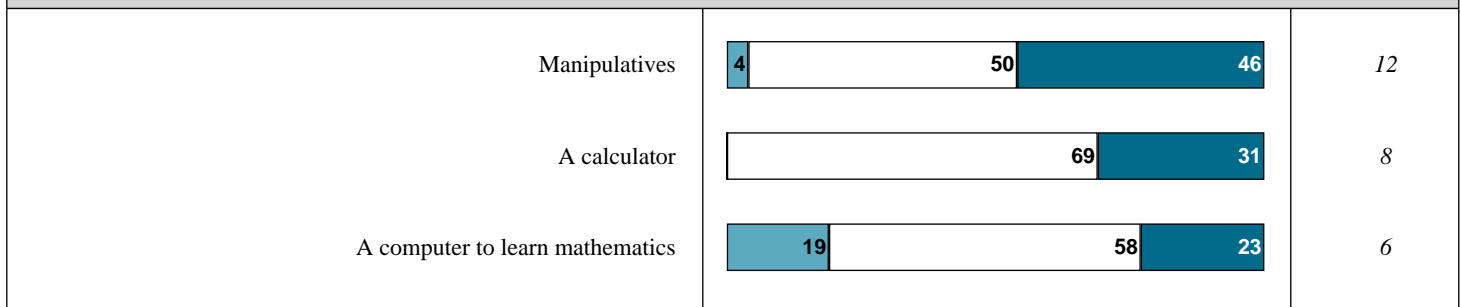 Manipulatives 4 50 46 12
A calculator 69 31 8
A computer to learn mathematics 19 58 23 6